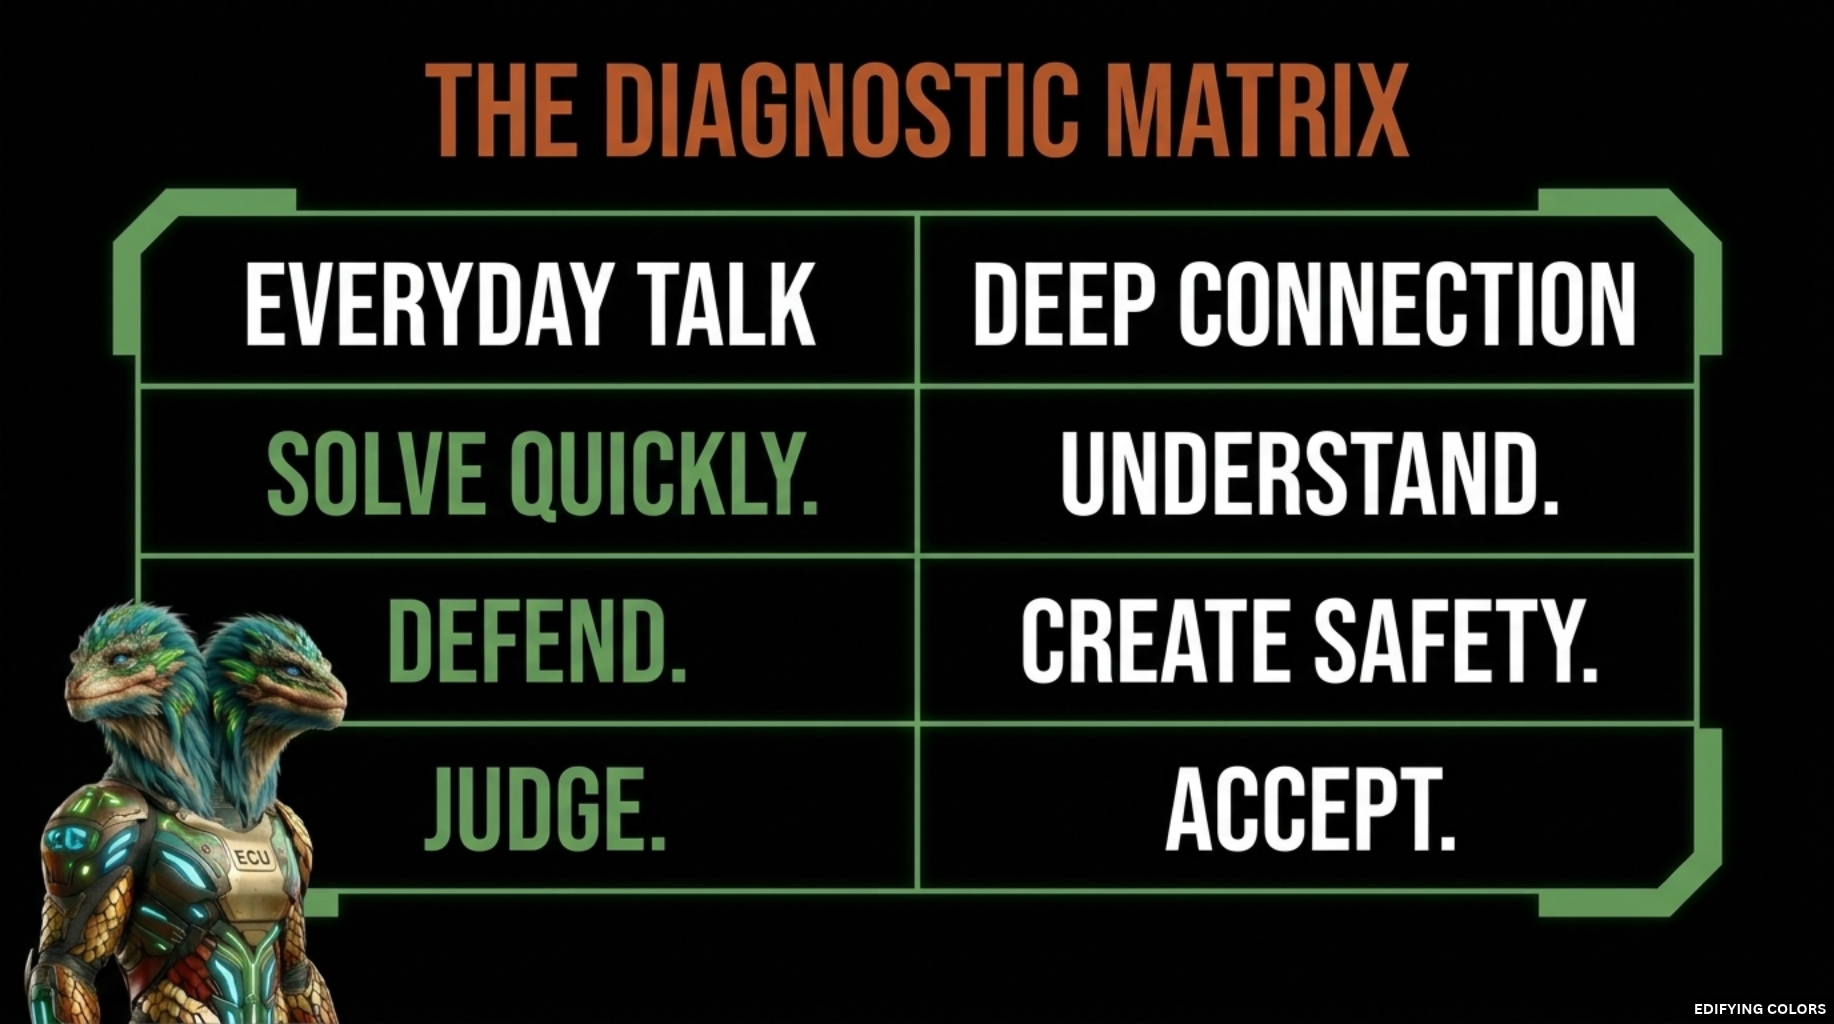 THE DIAGNOSTIC MATRIX
EVERYDAY TALK
DEEP CONNECTION
SOLVE QUICKLY.
UNDERSTAND.
DEFEND.
CREATE SAFETY.
JUDGE.
ACCEPT.
ECU
EDIFYING COLORS